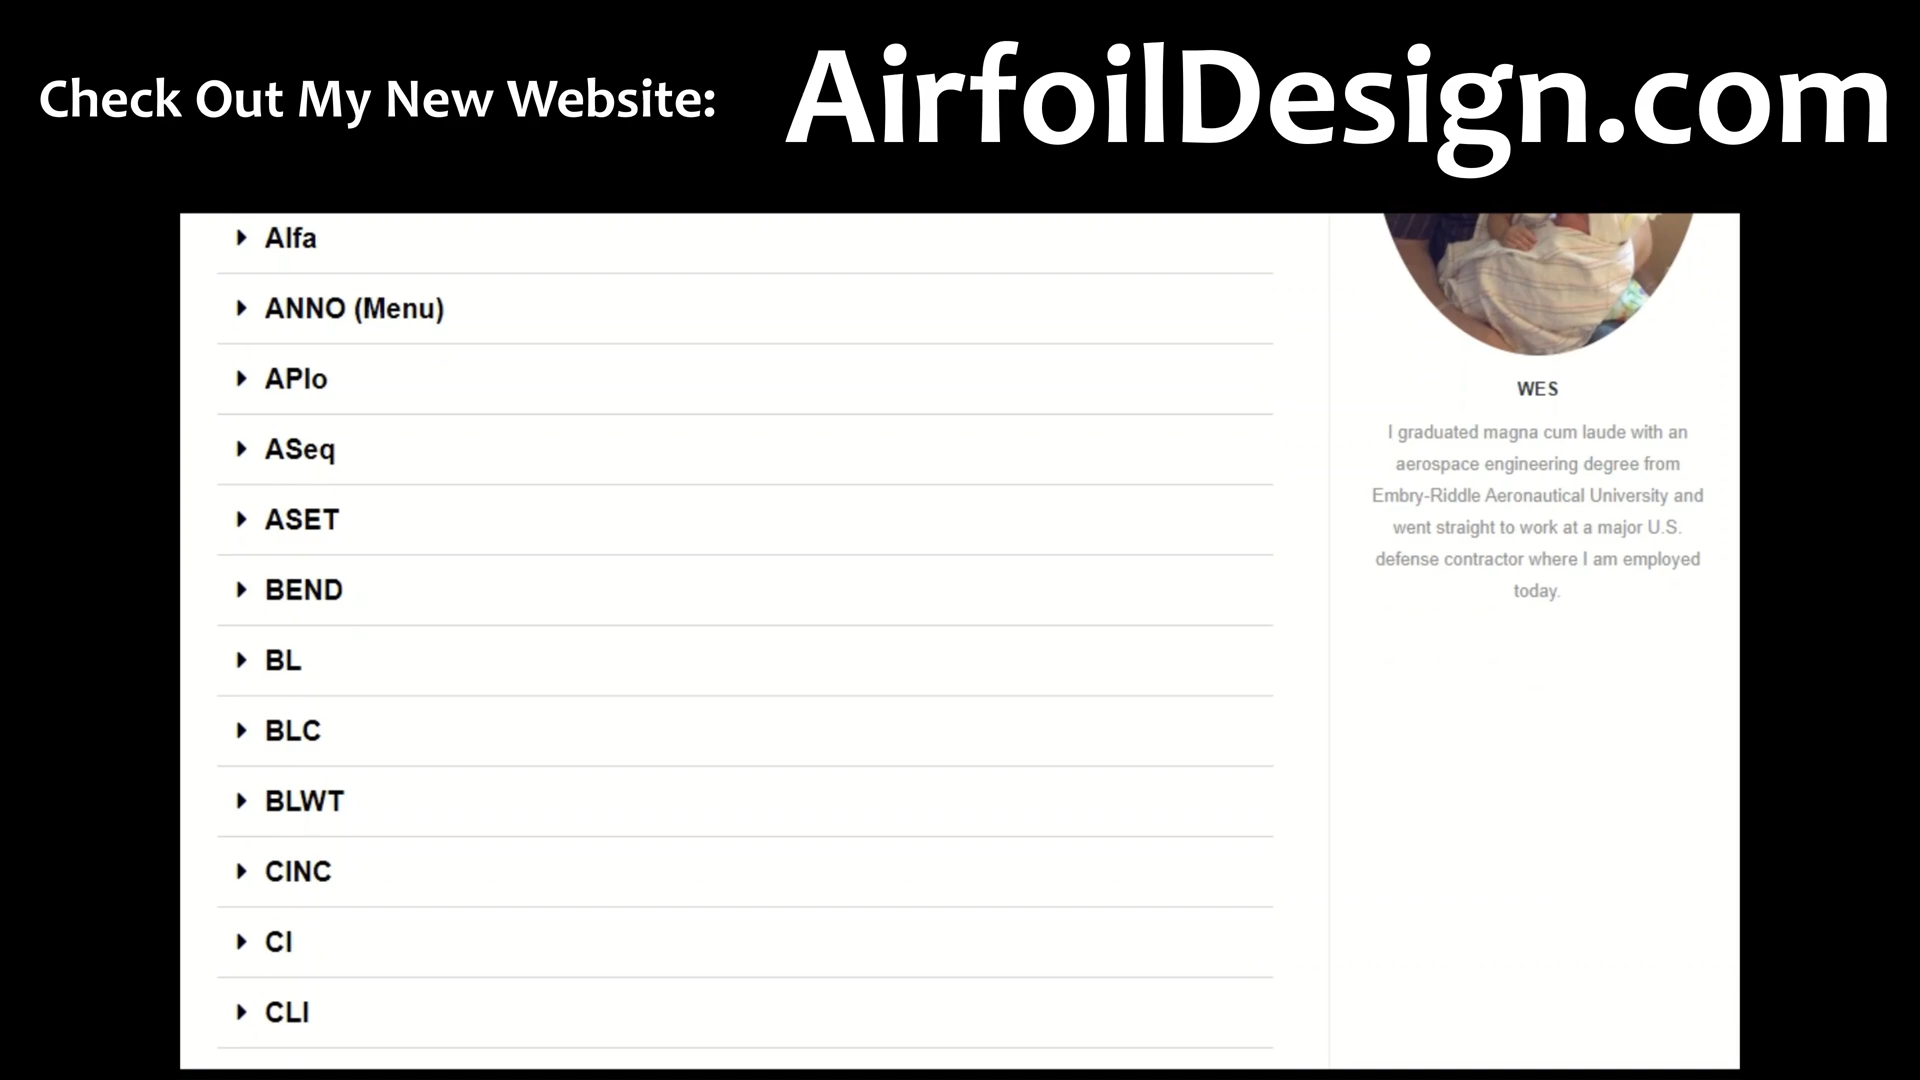 Check Out My New Website: AirfoilDesign.com
Alfa
ANNO (Menu)
APlo
ASeq
ASET
BEND
BL
BLC
BLWT
CINC
Cl
CLI
WES
I graduated magna cum laude with an
aerospace engineering degree from
Embry-Riddle Aeronautical University and
went straight to work at a major U.S.
defense contractor where I am employed
today.